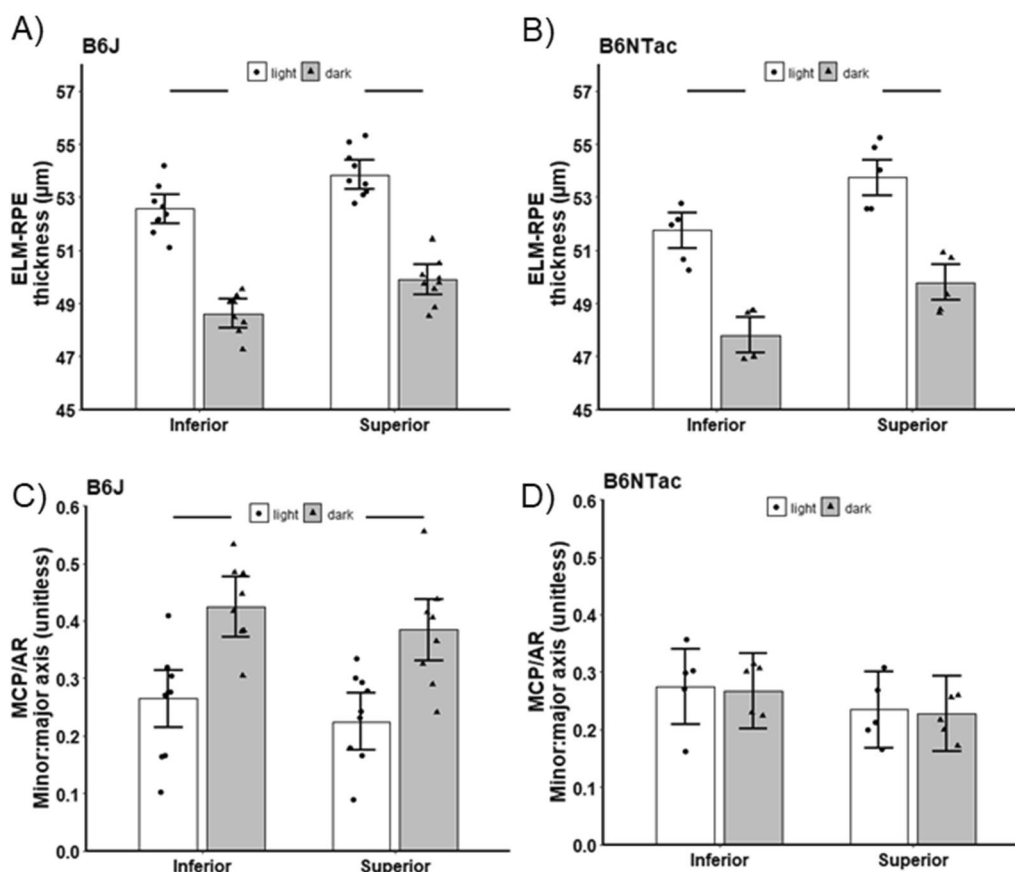 A)
B6J
light dark
ELM-RPE
thickness (µm)
57
55
53
51
49
47
45
Inferior Superior
B)
B6NTac
light dark
ELM-RPE
thickness (µm)
57
55
53
51
49
47
45
Inferior Superior
C)
B6J
light dark
MCP/AR
Minor:major axis (unitless)
0.6
0.5
0.4
0.3
0.2
0.1
0.0
Inferior Superior
D)
B6NTac
light dark
MCP/AR
Minor:major axis (unitless)
0.6
0.5
0.4
0.3
0.2
0.1
0.0
Inferior Superior